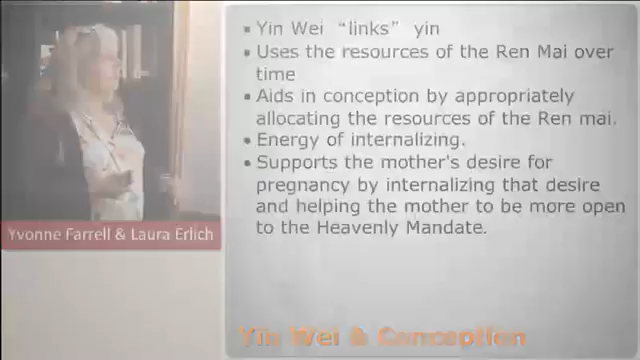 ▪ Yin Wei “links” yin
▪ Uses the resources of the Ren Mai over
time
▪ Aids in conception by appropriately
allocating the resources of the Ren mai.
▪ Energy of internalizing.
▪ Supports the mother's desire for
pregnancy by internalizing that desire
and helping the mother to be more open
to the Heavenly Mandate.
Yvonne Farrell & Laura Erlich
Yin Wei & Conception